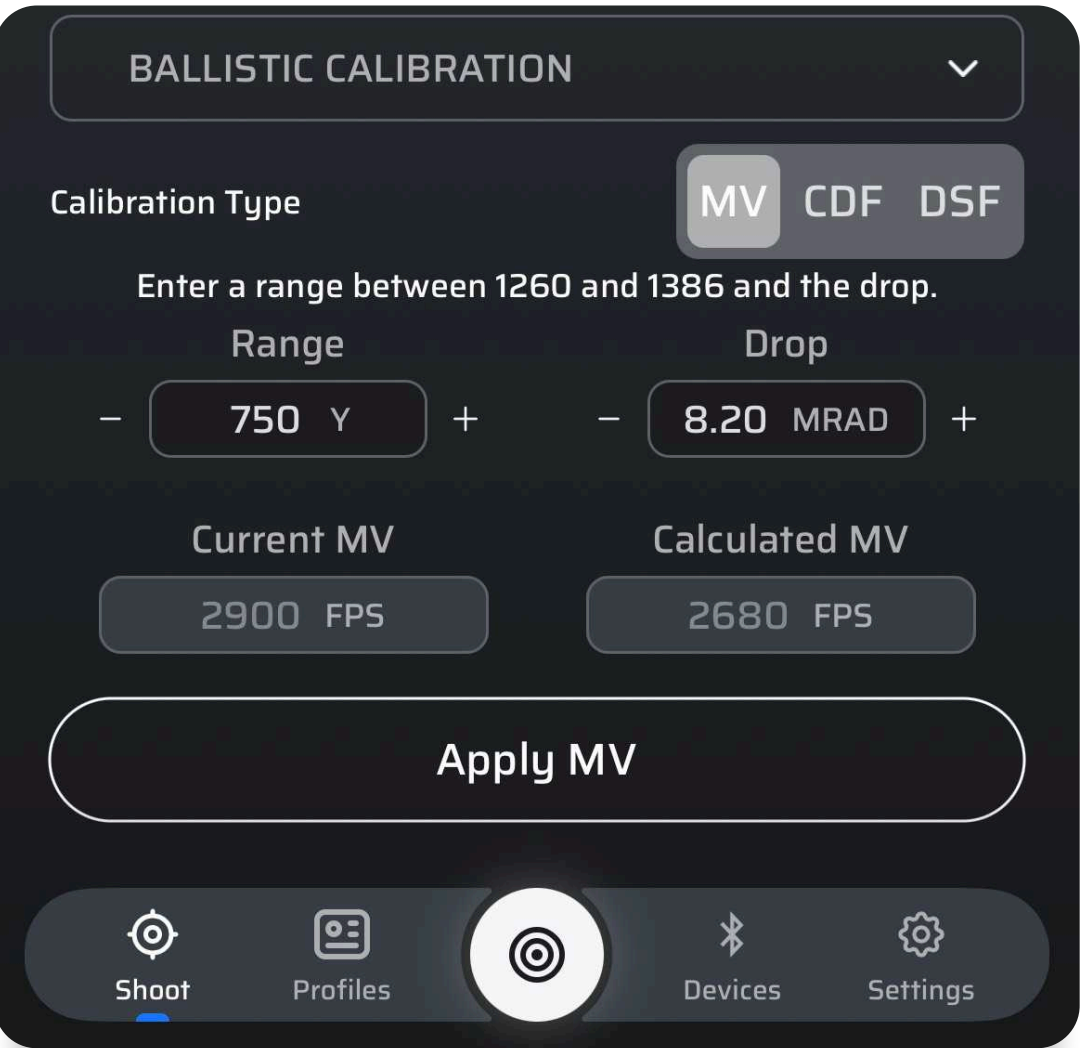 BALLISTIC CALIBRATION
Calibration Type MV CDF DSF
Enter a range between 1260 and 1386 and the drop.
Range Drop
− 750 Y + − 8.20 MRAD +
Current MV Calculated MV
2900 FPS 2680 FPS
Apply MV
Shoot Profiles Devices Settings